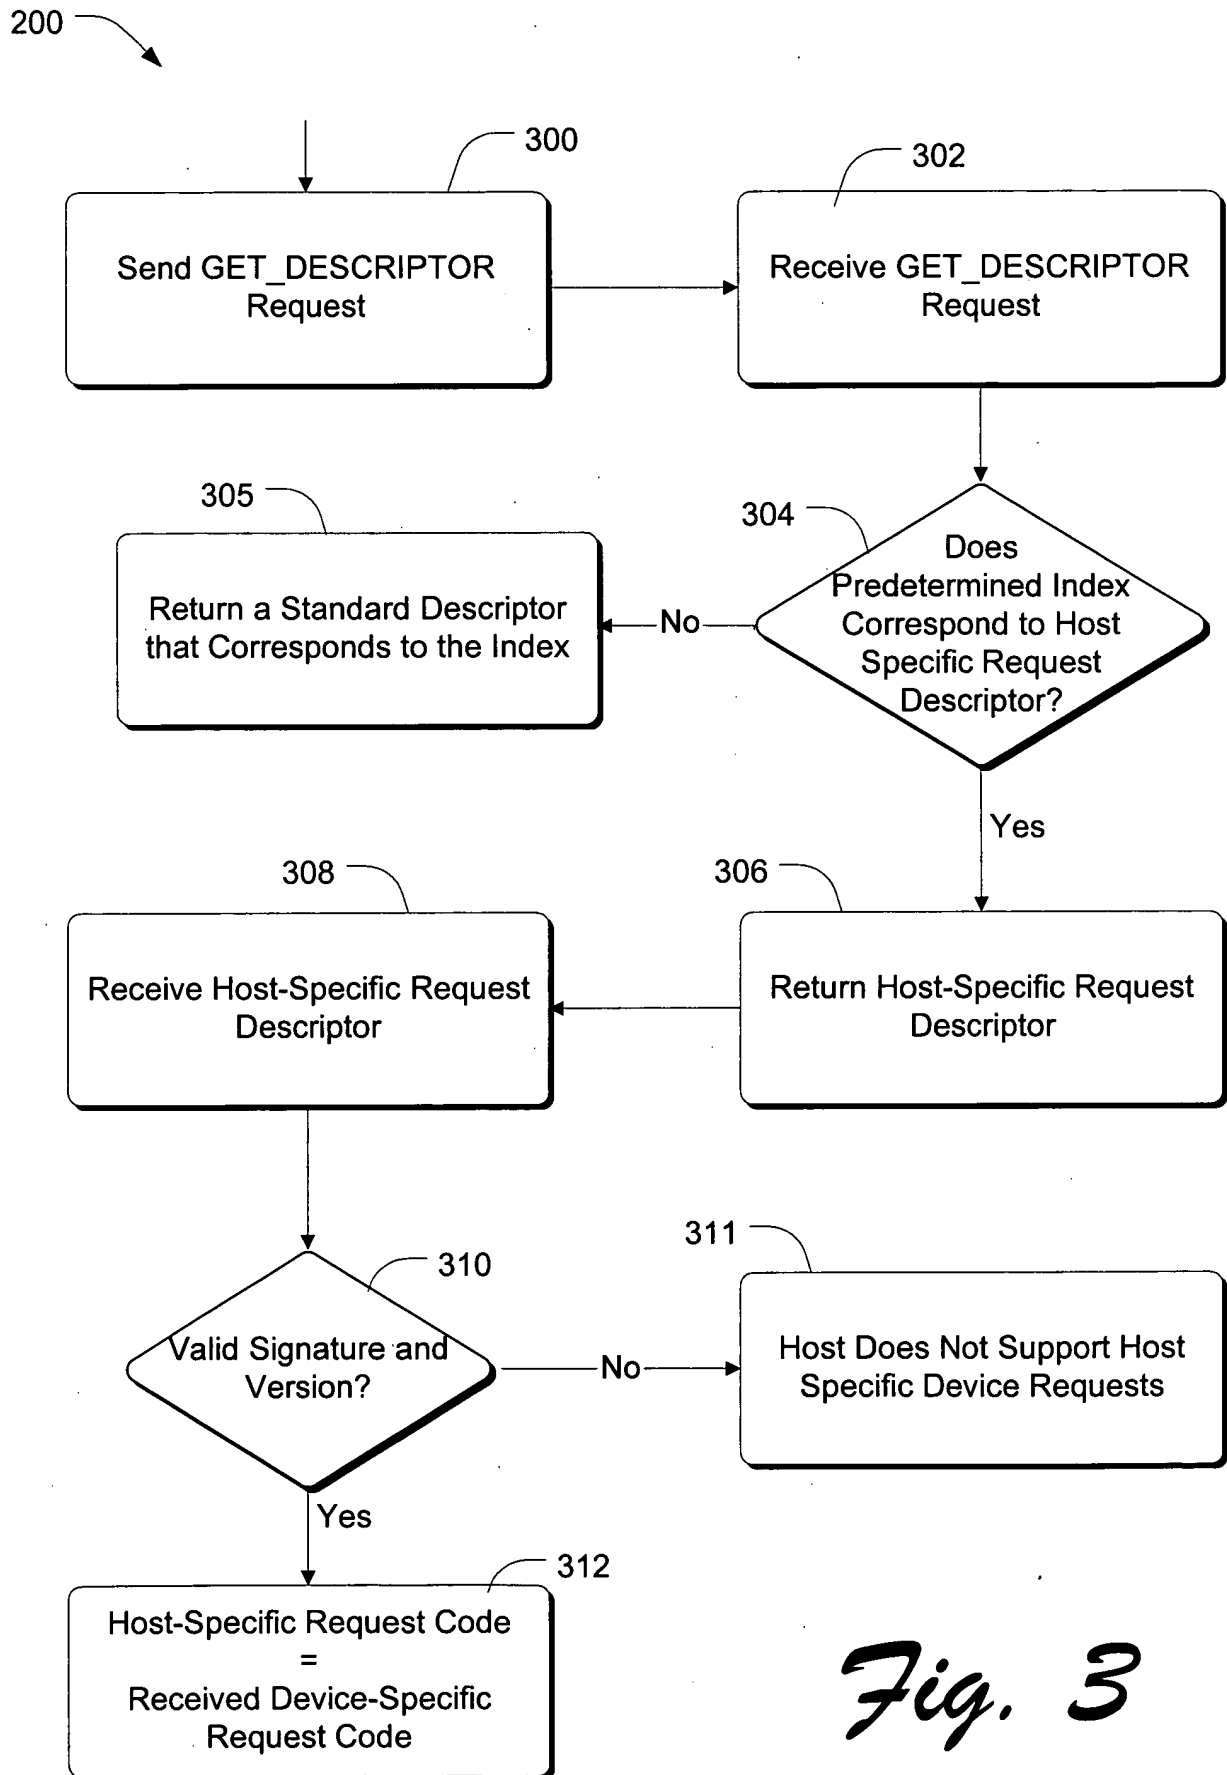 200
300
302
Send GET_DESCRIPTOR
Request
Receive GET_DESCRIPTOR
Request
305
304
Return a Standard Descriptor
that Corresponds to the Index
No
Does
Predetermined Index
Correspond to Host
Specific Request
Descriptor?
Yes
308
306
Receive Host-Specific Request
Descriptor
Return Host-Specific Request
Descriptor
310
311
Valid Signature and
Version?
No
Host Does Not Support Host
Specific Device Requests
Yes
312
Host-Specific Request Code
=
Received Device-Specific
Request Code
Fig. 3